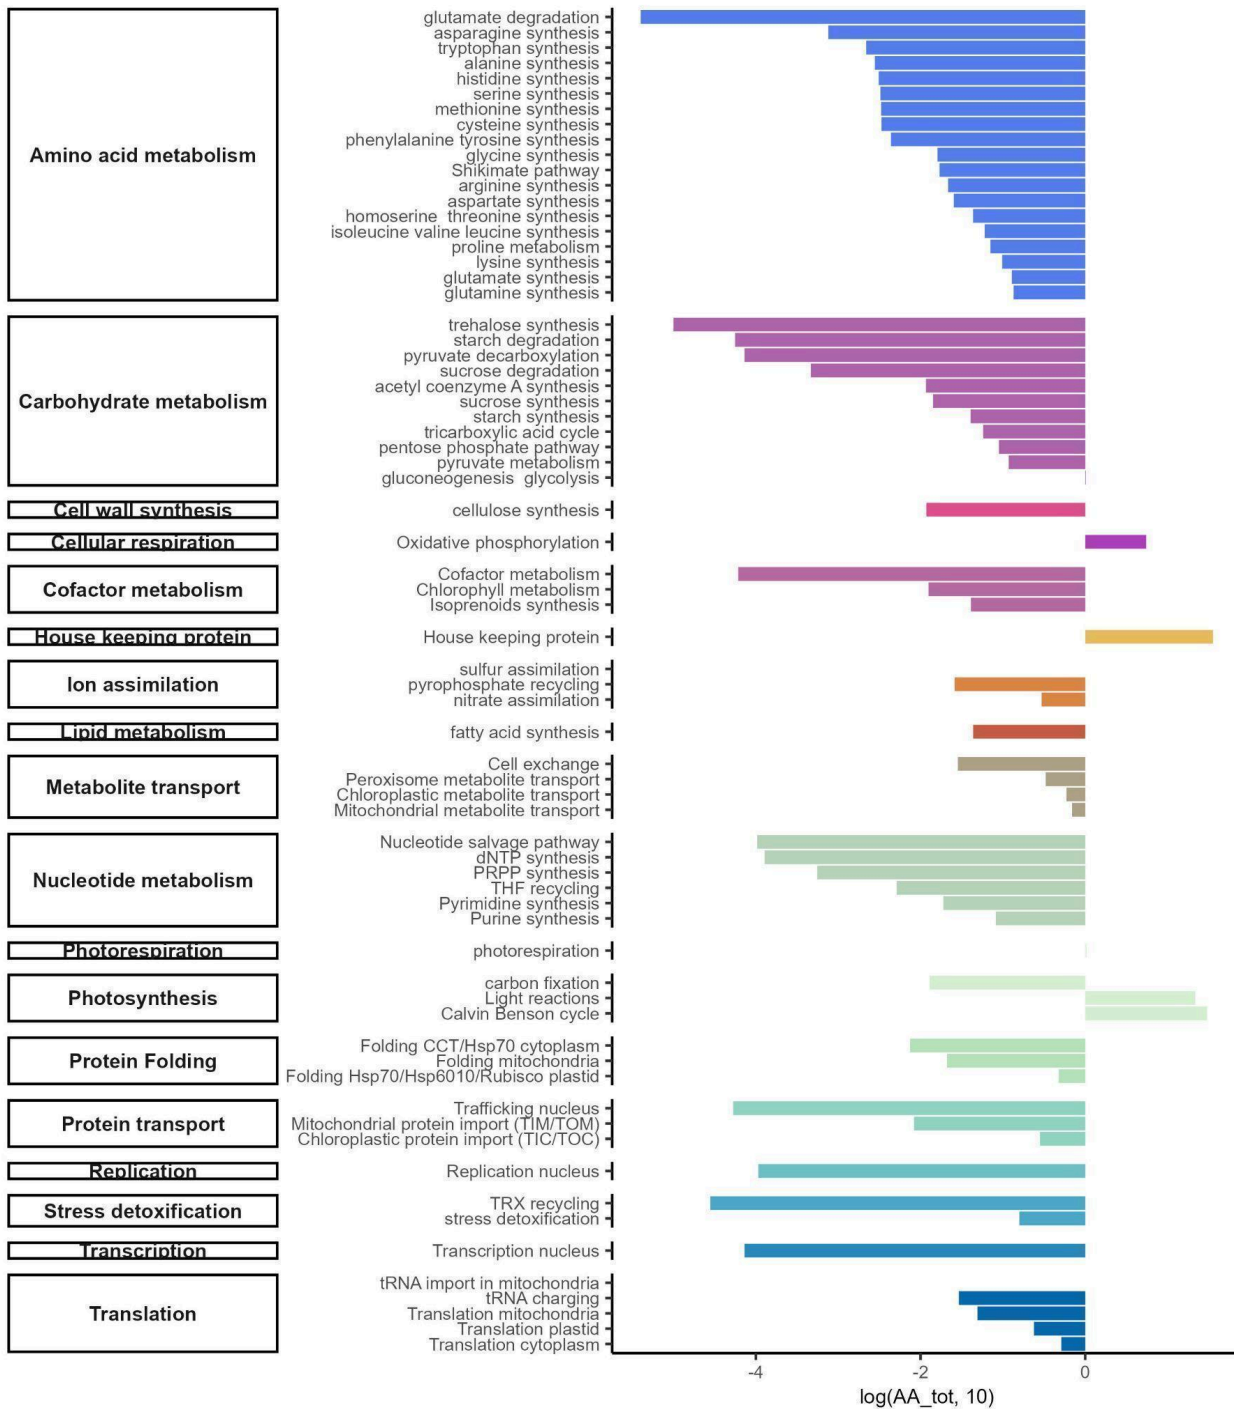 Amino acid metabolism
glutamate degradation
asparagine synthesis
tryptophan synthesis
alanine synthesis
histidine synthesis
serine synthesis
methionine synthesis
cysteine synthesis
phenylalanine tyrosine synthesis
glycine synthesis
Shikimate pathway
arginine synthesis
aspartate synthesis
homoserine  threonine synthesis
isoleucine valine leucine synthesis
proline metabolism
lysine synthesis
glutamate synthesis
glutamine synthesis
Carbohydrate metabolism
trehalose synthesis
starch degradation
pyruvate decarboxylation
sucrose degradation
acetyl coenzyme A synthesis
sucrose synthesis
starch synthesis
tricarboxylic acid cycle
pentose phosphate pathway
pyruvate metabolism
gluconeogenesis  glycolysis
Cell wall synthesis
cellulose synthesis
Cellular respiration
Oxidative phosphorylation
Cofactor metabolism
Cofactor metabolism
Chlorophyll metabolism
Isoprenoids synthesis
House keeping protein
House keeping protein
Ion assimilation
sulfur assimilation
pyrophosphate recycling
nitrate assimilation
Lipid metabolism
fatty acid synthesis
Metabolite transport
Cell exchange
Peroxisome metabolite transport
Chloroplastic metabolite transport
Mitochondrial metabolite transport
Nucleotide metabolism
Nucleotide salvage pathway
dNTP synthesis
PRPP synthesis
THF recycling
Pyrimidine synthesis
Purine synthesis
Photorespiration
photorespiration
Photosynthesis
carbon fixation
Light reactions
Calvin Benson cycle
Protein Folding
Folding CCT/Hsp70 cytoplasm
Folding mitochondria
Folding Hsp70/Hsp6010/Rubisco plastid
Protein transport
Trafficking nucleus
Mitochondrial protein import (TIM/TOM)
Chloroplastic protein import (TIC/TOC)
Replication
Replication nucleus
Stress detoxification
TRX recycling
stress detoxification
Transcription
Transcription nucleus
Translation
tRNA import in mitochondria
tRNA charging
Translation mitochondria
Translation plastid
Translation cytoplasm
-4 -2 0
log(AA_tot, 10)